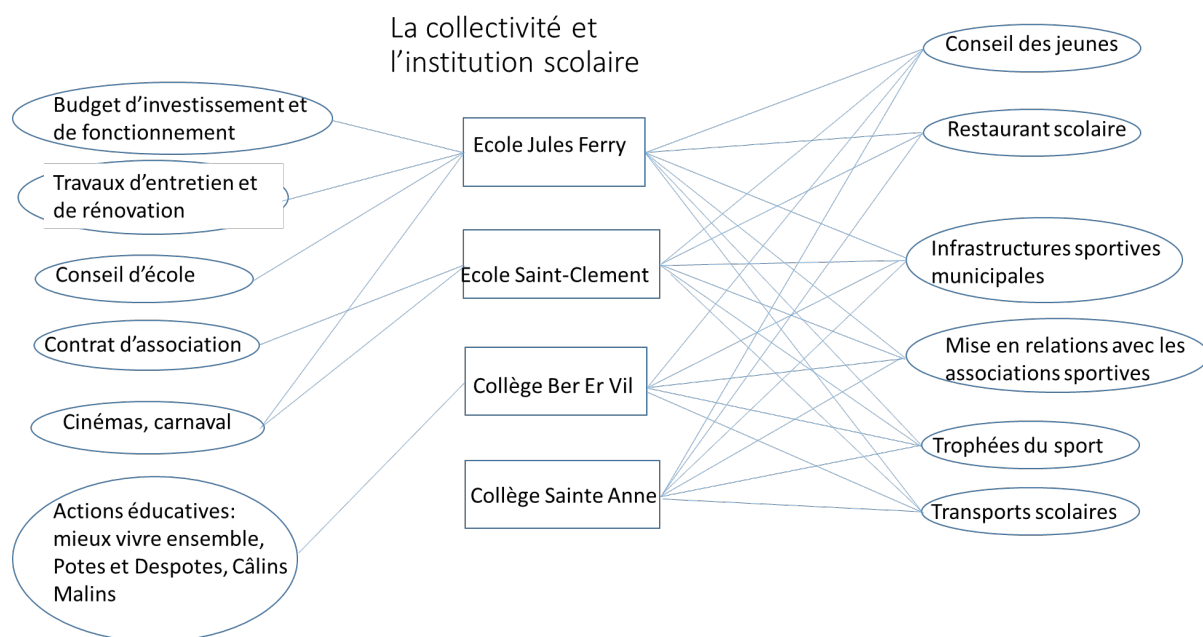 La collectivité et
l’institution scolaire
Budget d’investissement et
de fonctionnement
Travaux d’entretien et
de rénovation
Conseil d’école
Contrat d’association
Cinémas, carnaval
Actions éducatives:
mieux vivre ensemble,
Potes et Despotes, Câlins
Malins
Ecole Jules Ferry
Ecole Saint-Clement
Collège Ber Er Vil
Collège Sainte Anne
Conseil des jeunes
Restaurant scolaire
Infrastructures sportives
municipales
Mise en relations avec les
associations sportives
Trophées du sport
Transports scolaires